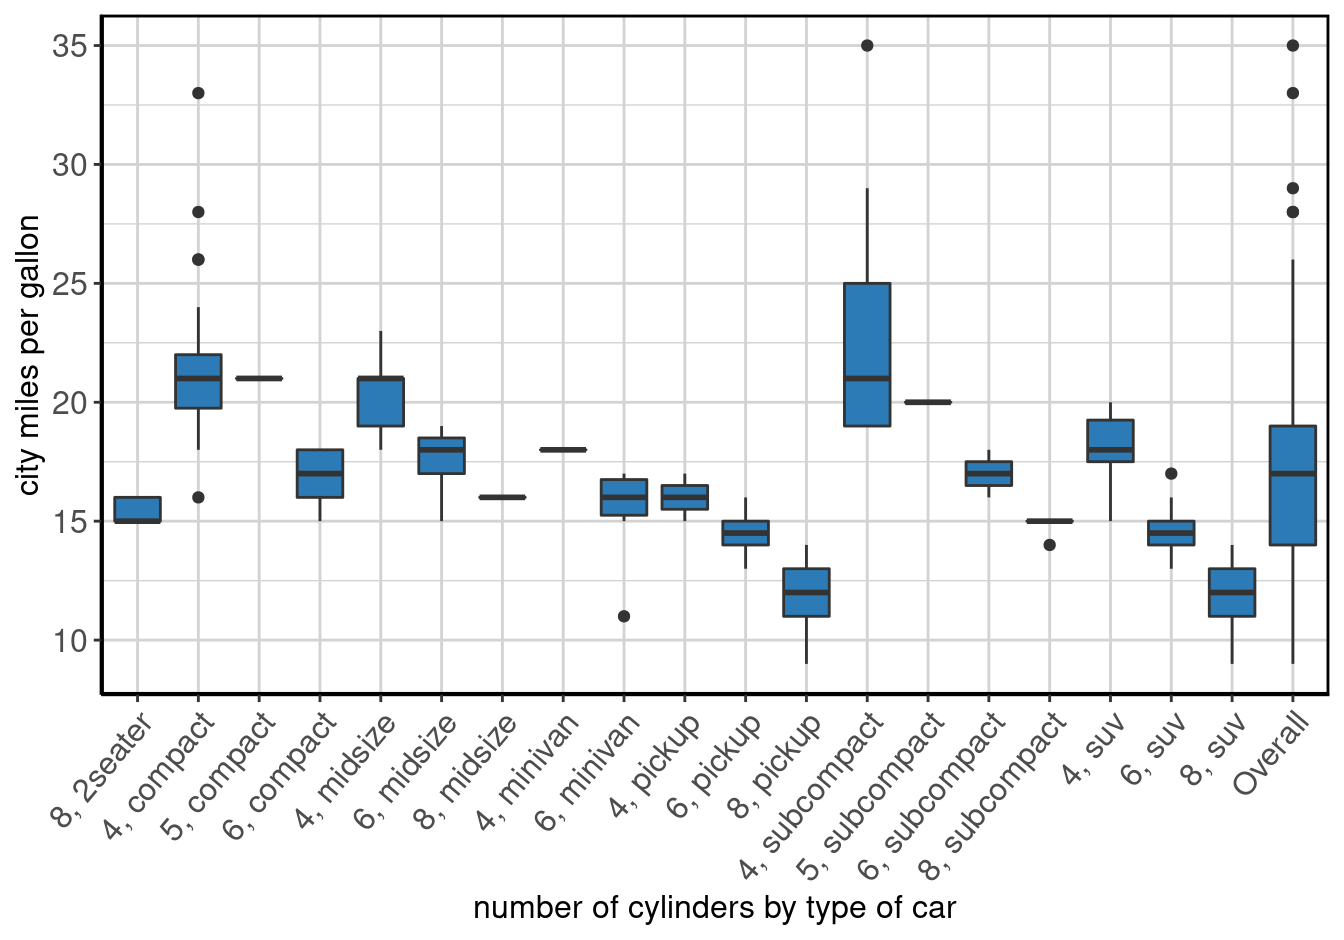 35
30
25
20
15
10
city miles per gallon
8, 2seater
4, compact
5, compact
6, compact
4, midsize
6, midsize
8, midsize
4, minivan
6, minivan
4, pickup
6, pickup
8, pickup
4, subcompact
5, subcompact
6, subcompact
8, subcompact
4, suv
6, suv
8, suv
Overall
number of cylinders by type of car